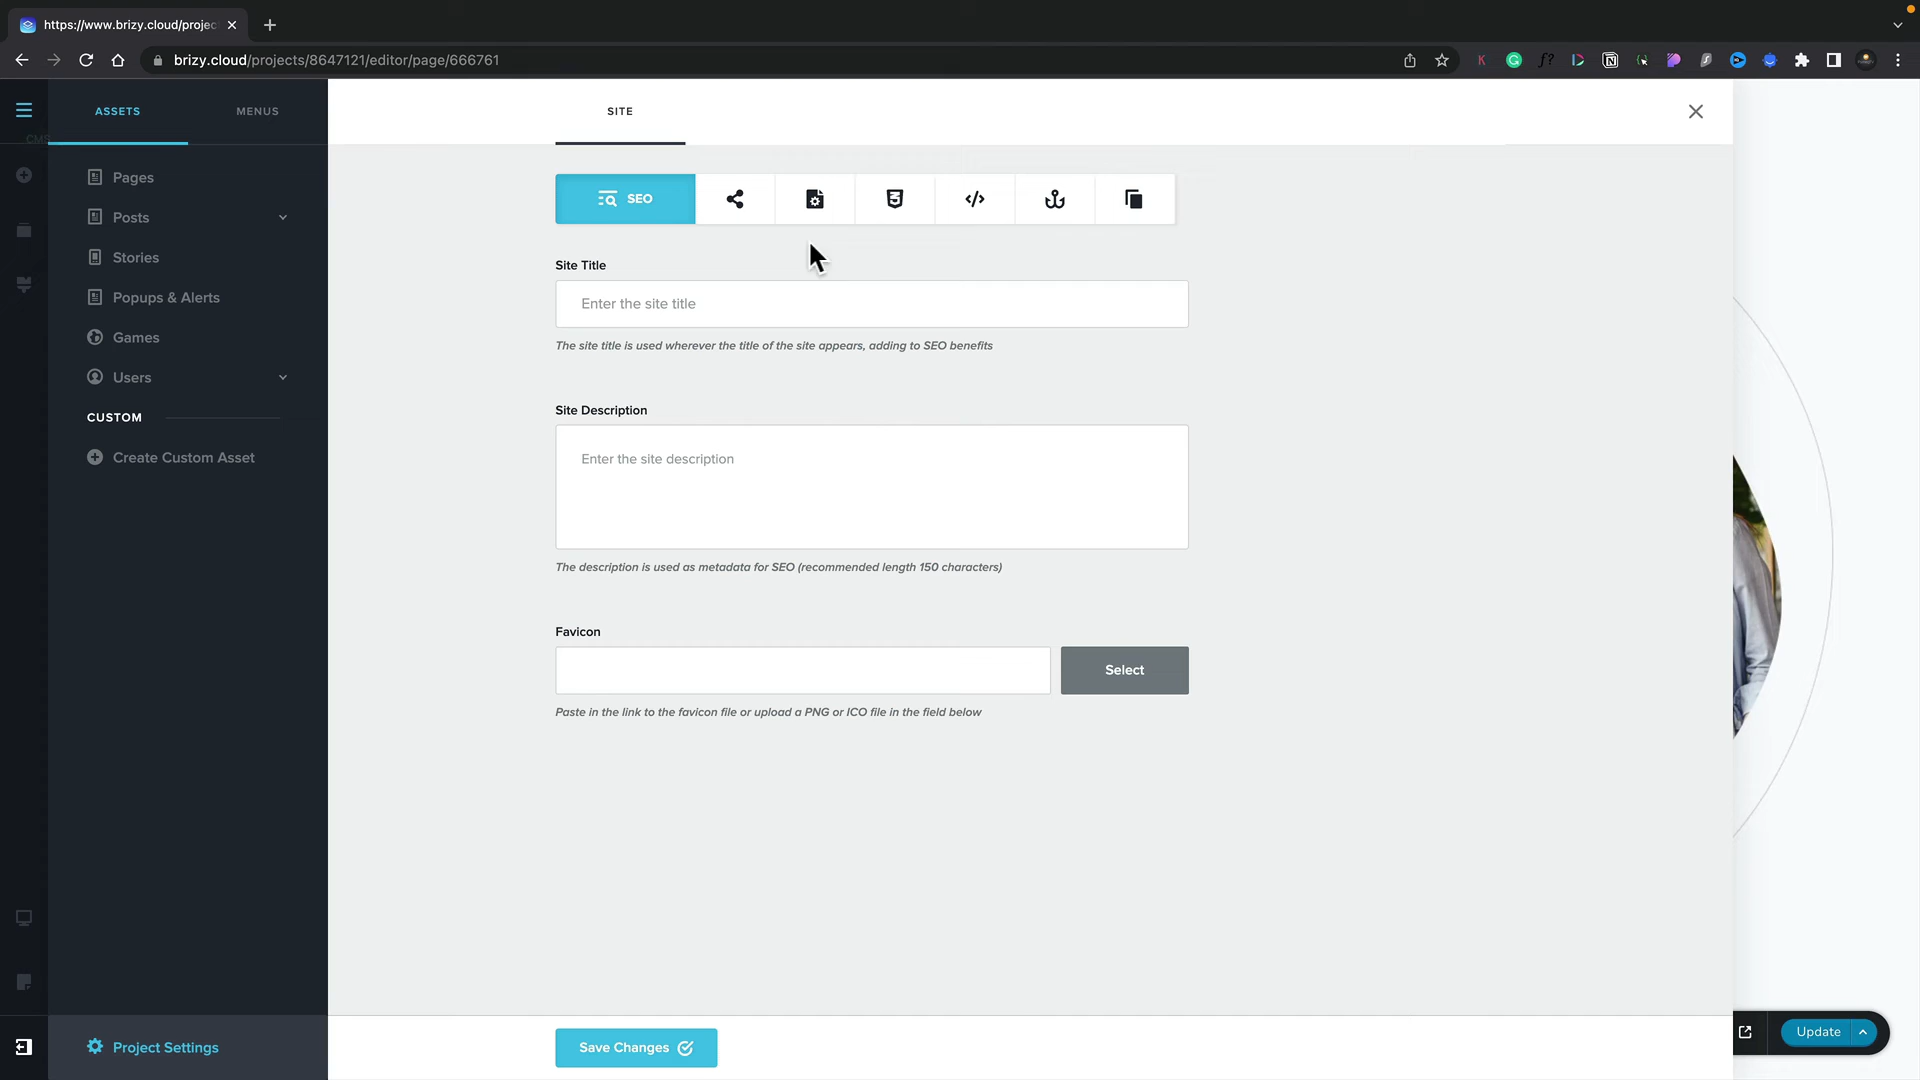 https://www.brizy.cloud/projec
brizy.cloud/projects/8647121/editor/page/666761
ASSETS
MENUS
SITE
CMS
Pages
Posts
Stories
Popups & Alerts
Games
Users
CUSTOM
Create Custom Asset
SEO
Site Title
Enter the site title
The site title is used wherever the title of the site appears, adding to SEO benefits
Site Description
Enter the site description
The description is used as metadata for SEO (recommended length 150 characters)
Favicon
Select
Paste in the link to the favicon file or upload a PNG or ICO file in the field below
Project Settings
Save Changes
Update